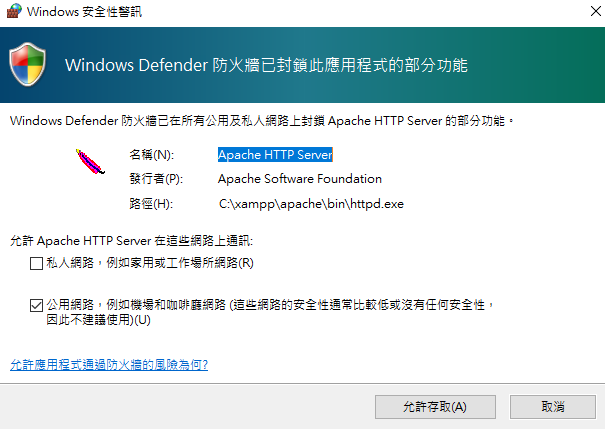 Windows 安全性警訊
Windows Defender 防火牆已封鎖此應用程式的部分功能
Windows Defender 防火牆已在所有公用及私人網路上封鎖 Apache HTTP Server 的部分功能。
名稱(N): Apache HTTP Server
發行者(P): Apache Software Foundation
路徑(H): C:\xampp\apache\bin\httpd.exe
允許 Apache HTTP Server 在這些網路上通訊:
私人網路，例如家用或工作場所網路(R)
公用網路，例如機場和咖啡廳網路 (這些網路的安全性通常比較低或沒有任何安全性，
因此不建議使用)(U)
允許應用程式通過防火牆的風險為何?
允許存取(A) 取消